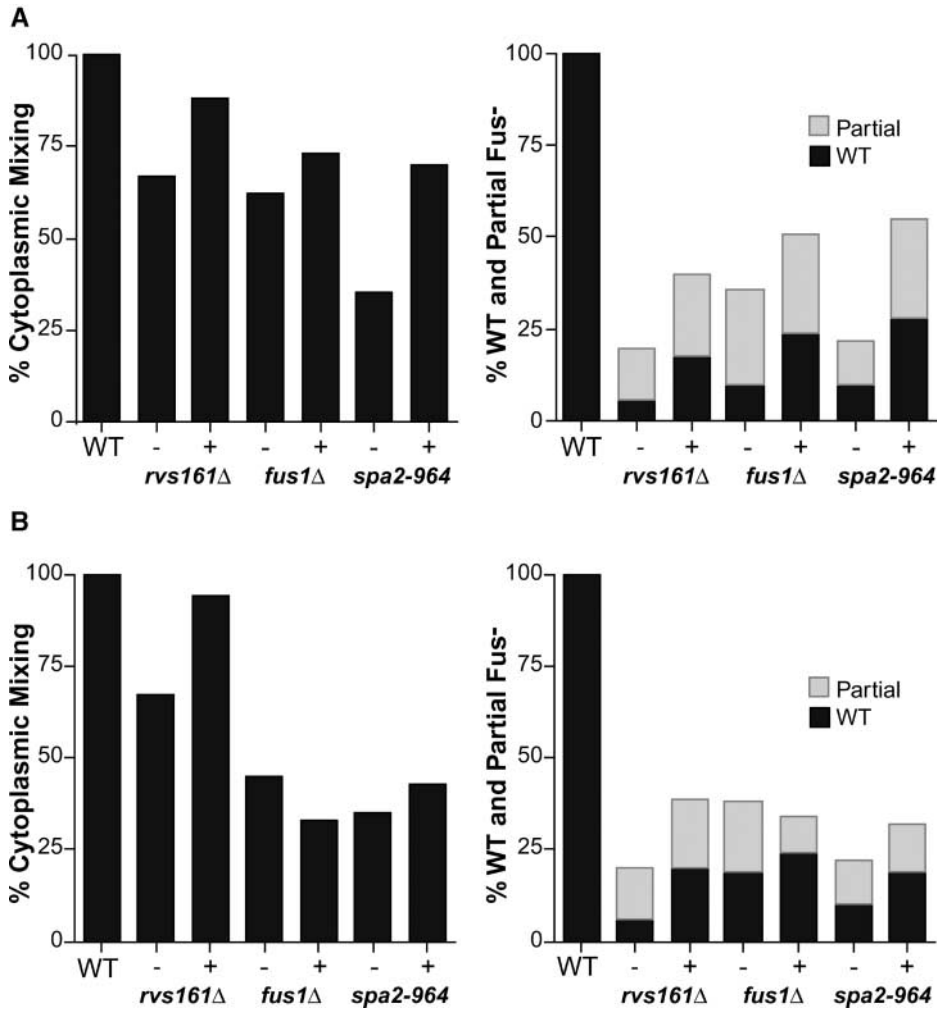 A
% Cytoplasmic Mixing
100
75
50
25
0
WT - + - + - +
rvs161Δ fus1Δ spa2-964
% WT and Partial Fus-
100
75
50
25
0
Partial
WT
WT - + - + - +
rvs161Δ fus1Δ spa2-964
B
% Cytoplasmic Mixing
100
75
50
25
0
WT - + - + - +
rvs161Δ fus1Δ spa2-964
% WT and Partial Fus-
100
75
50
25
0
Partial
WT
WT - + - + - +
rvs161Δ fus1Δ spa2-964